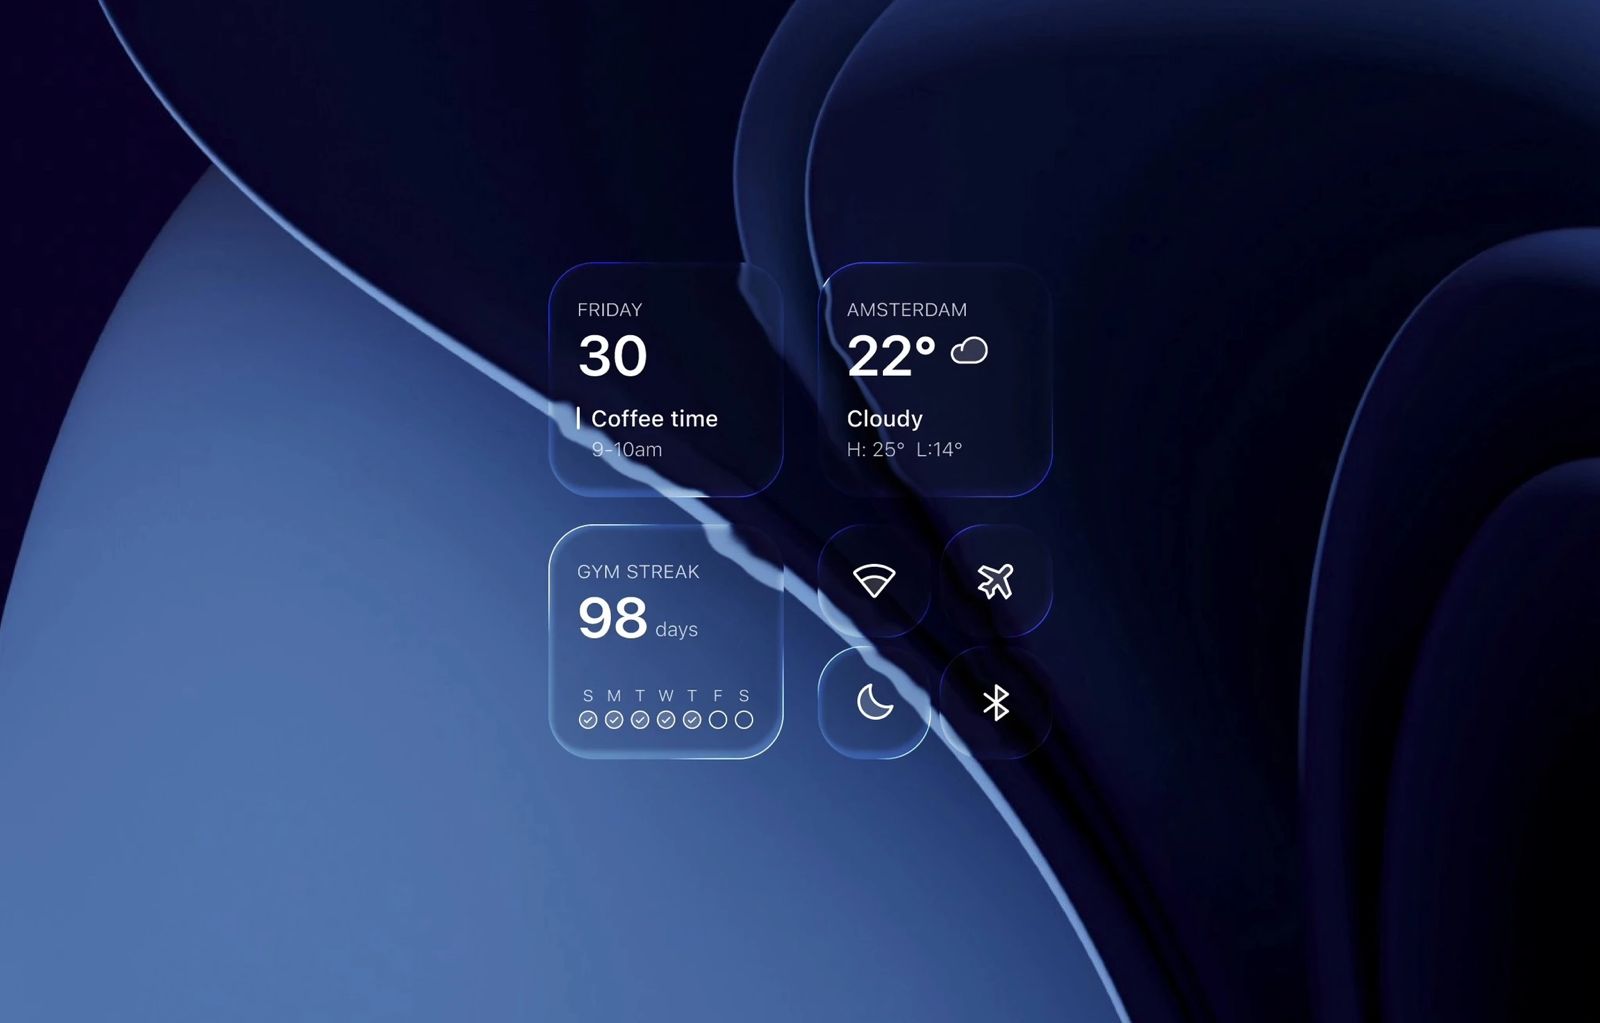 FRIDAY
30
Coffee time
9-10am
AMSTERDAM
22°
Cloudy
H: 25° L:14°
GYM STREAK
98 days
S M T W T F S